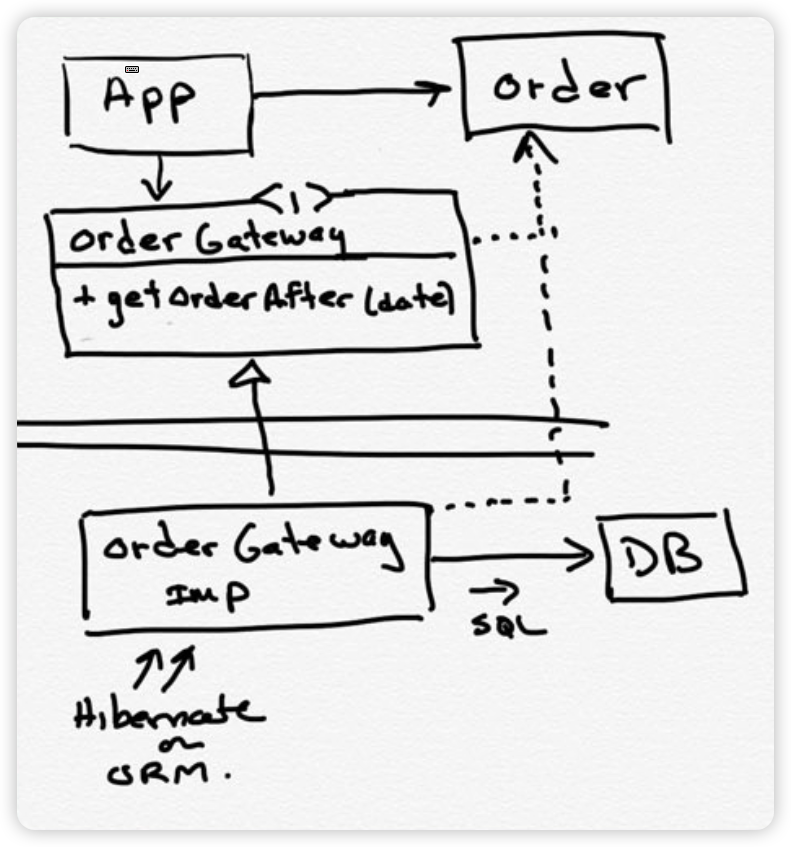 App
Order
<I>
Order Gateway
+ getOrderAfter (date)
Order Gateway
Imp
DB
SQL
Hibernate
or
ORM.